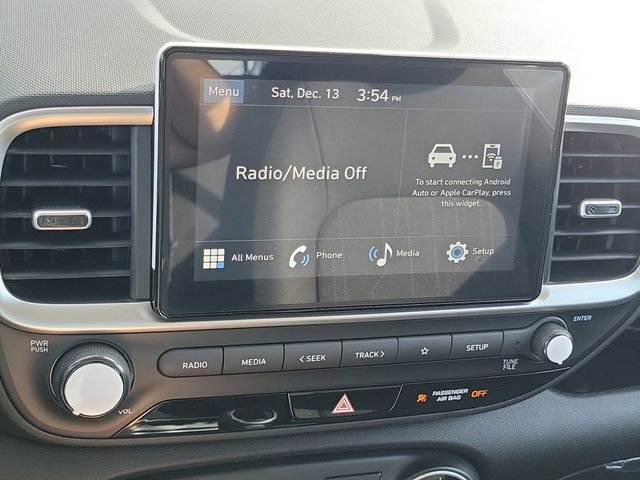 Menu Sat, Dec. 13 3:54 PM
Radio/Media Off
To start connecting Android
Auto or Apple CarPlay, press
this widget.
All Menus Phone Media Setup
PWR
PUSH
VOL
RADIO MEDIA < SEEK TRACK > SETUP
ENTER
TUNE
FILE
PASSENGER
AIR BAG OFF